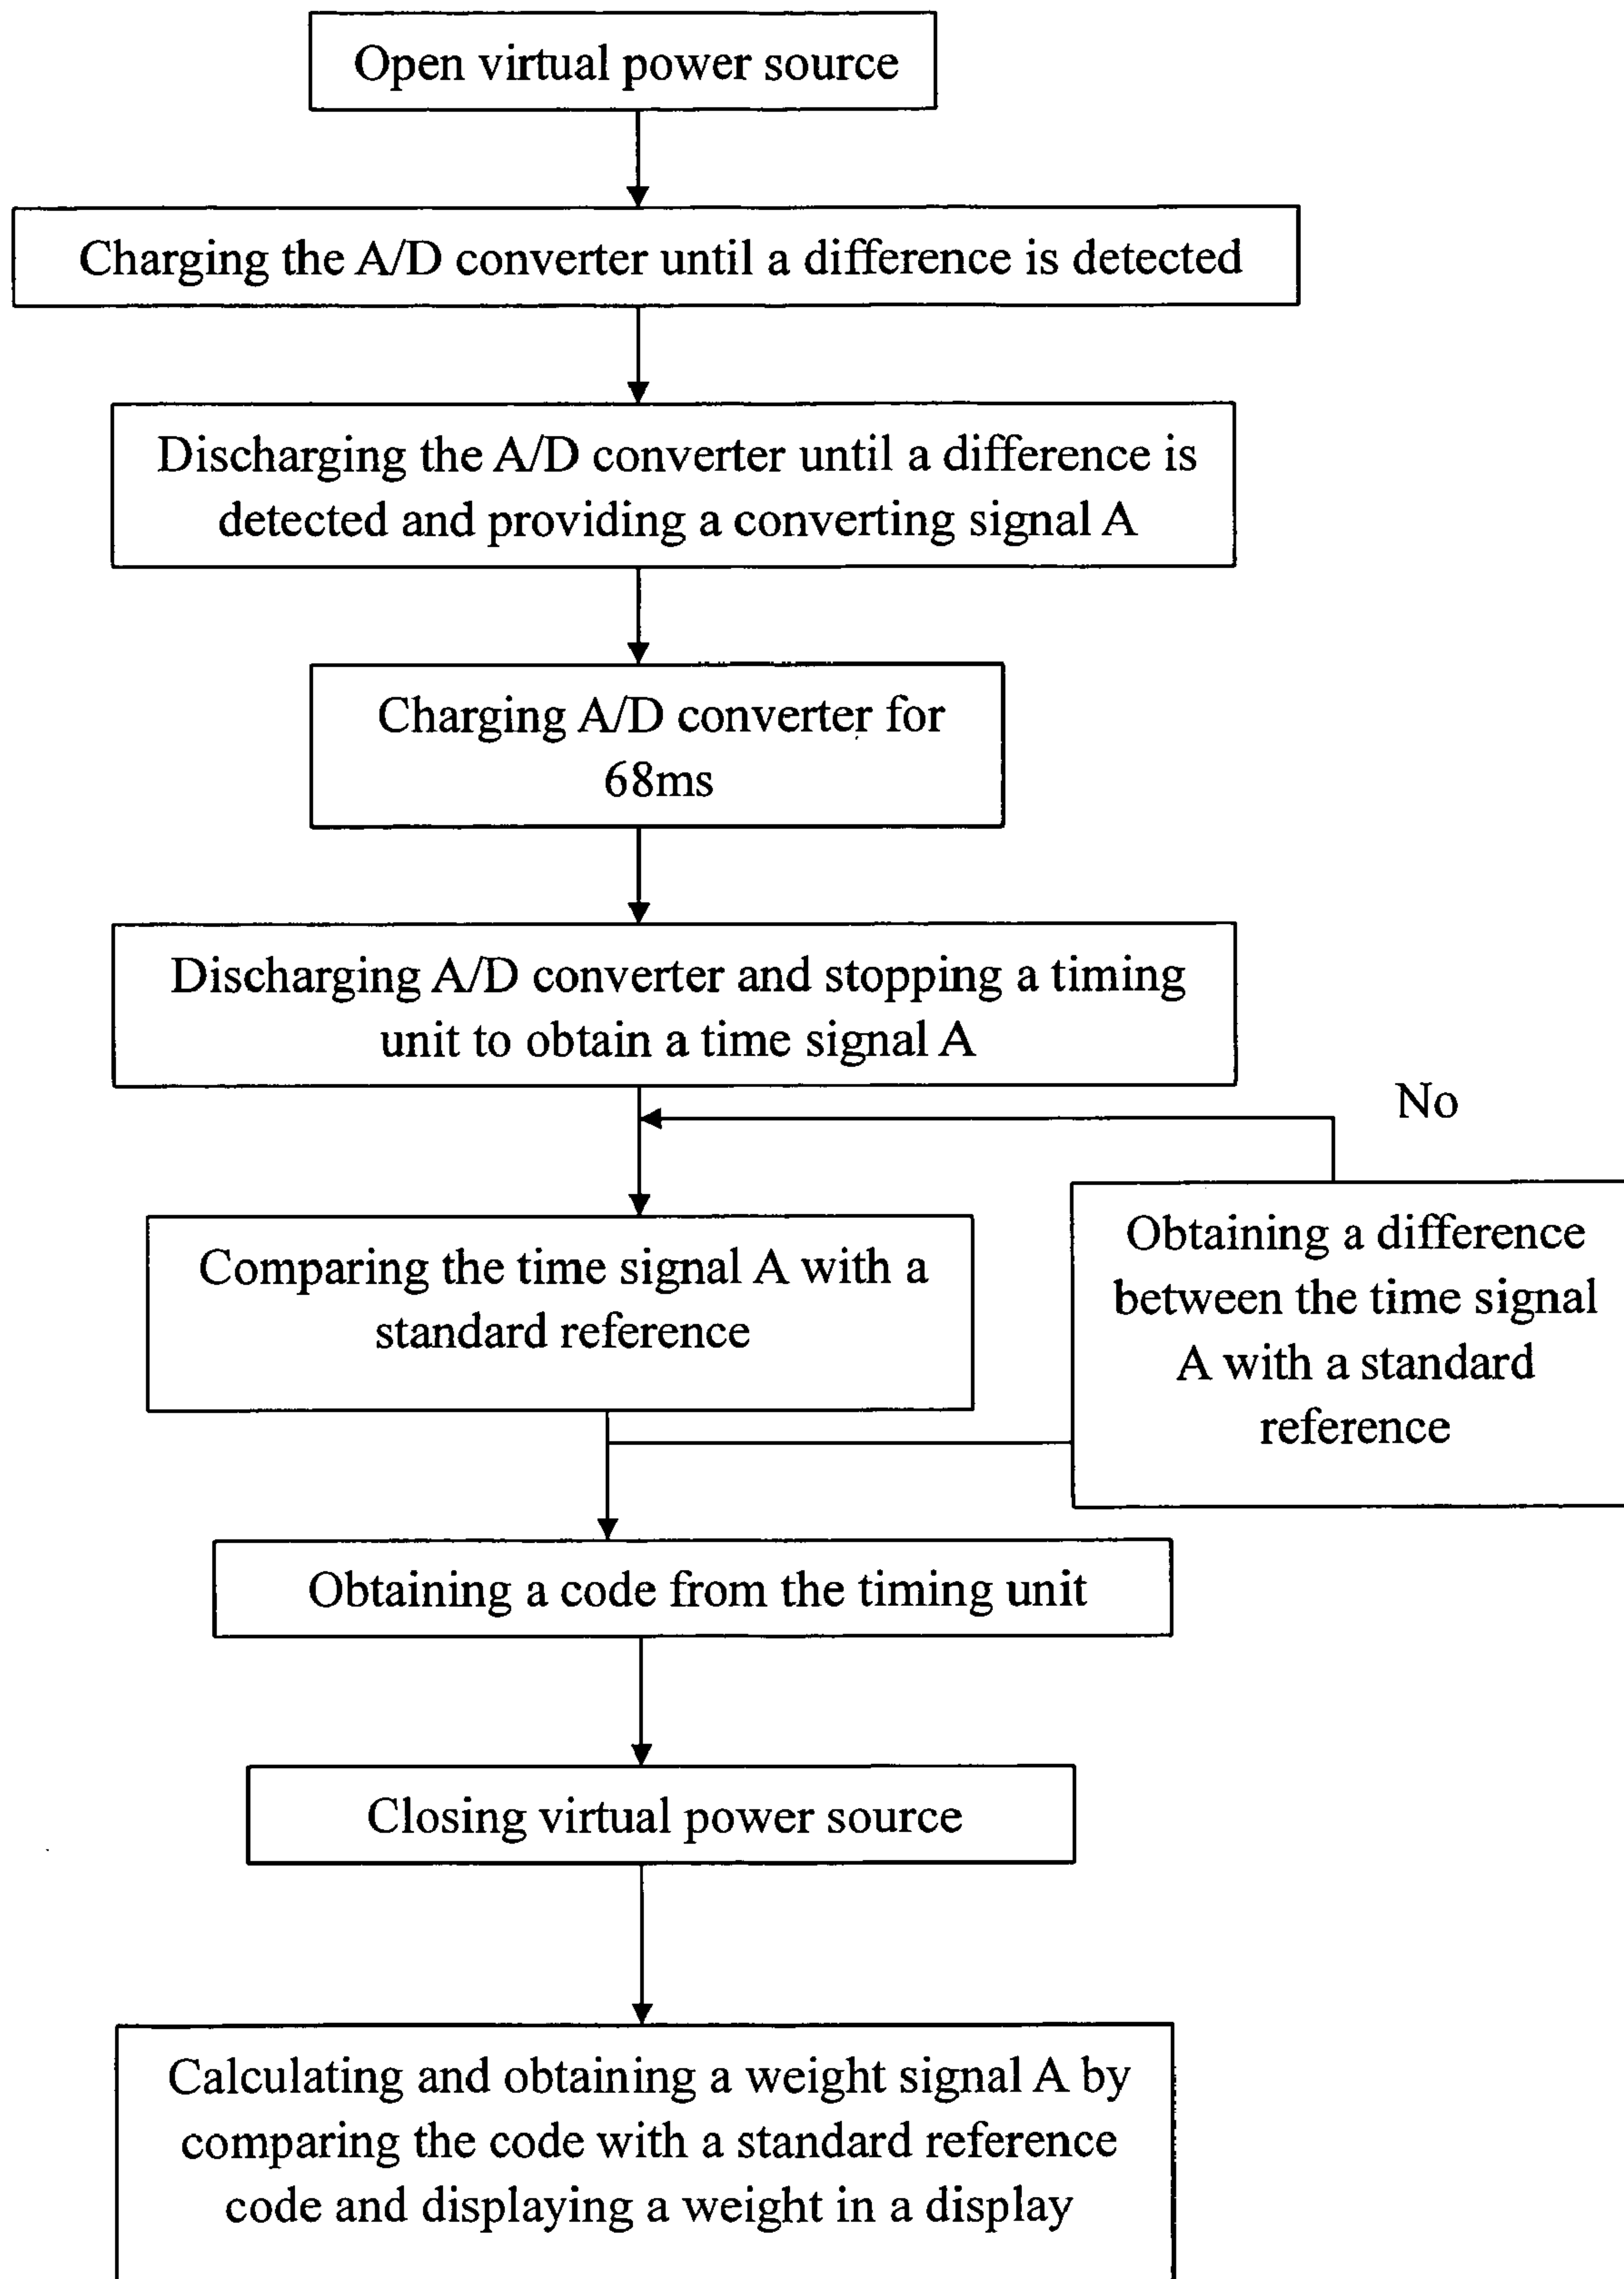 Open virtual power source
Charging the A/D converter until a difference is detected
Discharging the A/D converter until a difference is
detected and providing a converting signal A
Charging A/D converter for
68ms
Discharging A/D converter and stopping a timing
unit to obtain a time signal A
No
Comparing the time signal A with a
standard reference
Obtaining a difference
between the time signal
A with a standard
reference
Obtaining a code from the timing unit
Closing virtual power source
Calculating and obtaining a weight signal A by
comparing the code with a standard reference
code and displaying a weight in a display